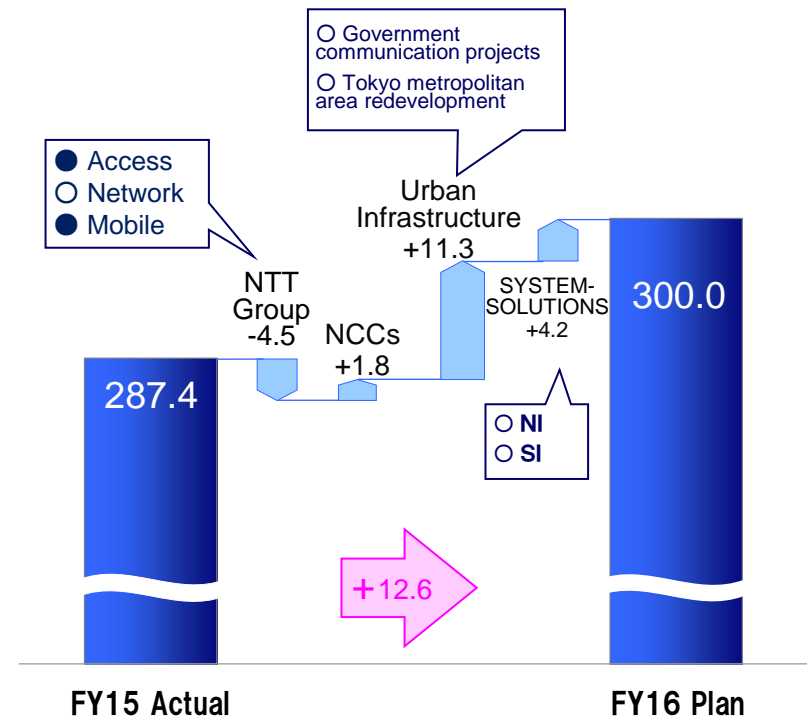 ○ Government
communication projects
○ Tokyo metropolitan
area redevelopment
● Access
○ Network
● Mobile
Urban
Infrastructure
+11.3
NTT
Group
-4.5
NCCs
+1.8
SYSTEM-
SOLUTIONS
+4.2
300.0
287.4
○ NI
○ SI
+12.6
FY15 Actual
FY16 Plan